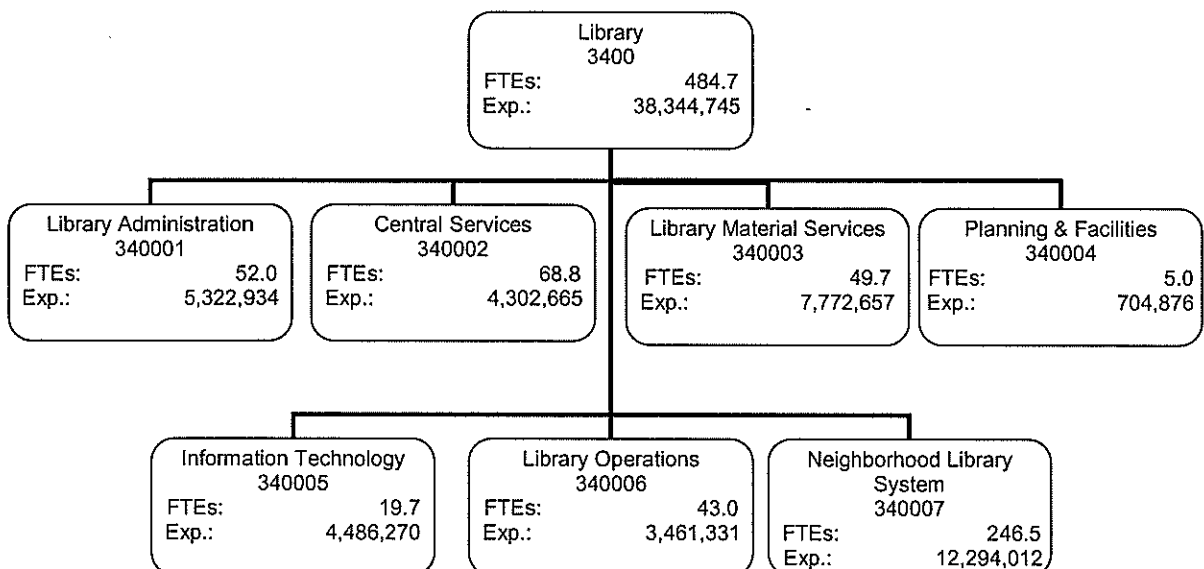 Library
3400
FTEs: 484.7
Exp.: 38,344,745
Library Administration
340001
FTEs: 52.0
Exp.: 5,322,934
Central Services
340002
FTEs: 68.8
Exp.: 4,302,665
Library Material Services
340003
FTEs: 49.7
Exp.: 7,772,657
Planning & Facilities
340004
FTEs: 5.0
Exp.: 704,876
Information Technology
340005
FTEs: 19.7
Exp.: 4,486,270
Library Operations
340006
FTEs: 43.0
Exp.: 3,461,331
Neighborhood Library
System
340007
FTEs: 246.5
Exp.: 12,294,012